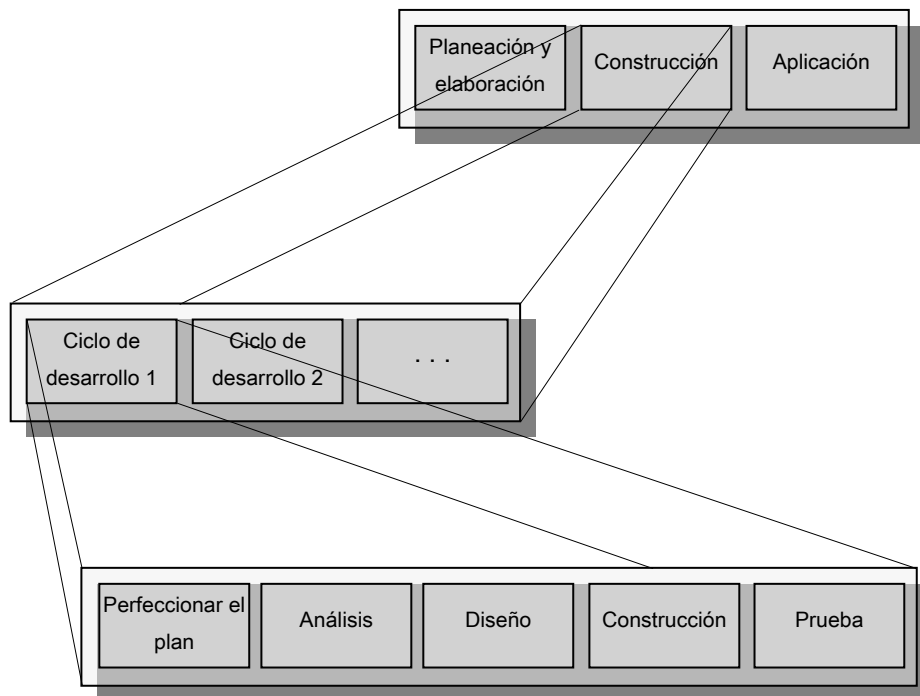 Planeación y
elaboración
Construcción
Aplicación
Ciclo de
desarrollo 1
Ciclo de
desarrollo 2
. . .
Perfeccionar el
plan
Análisis
Diseño
Construcción
Prueba